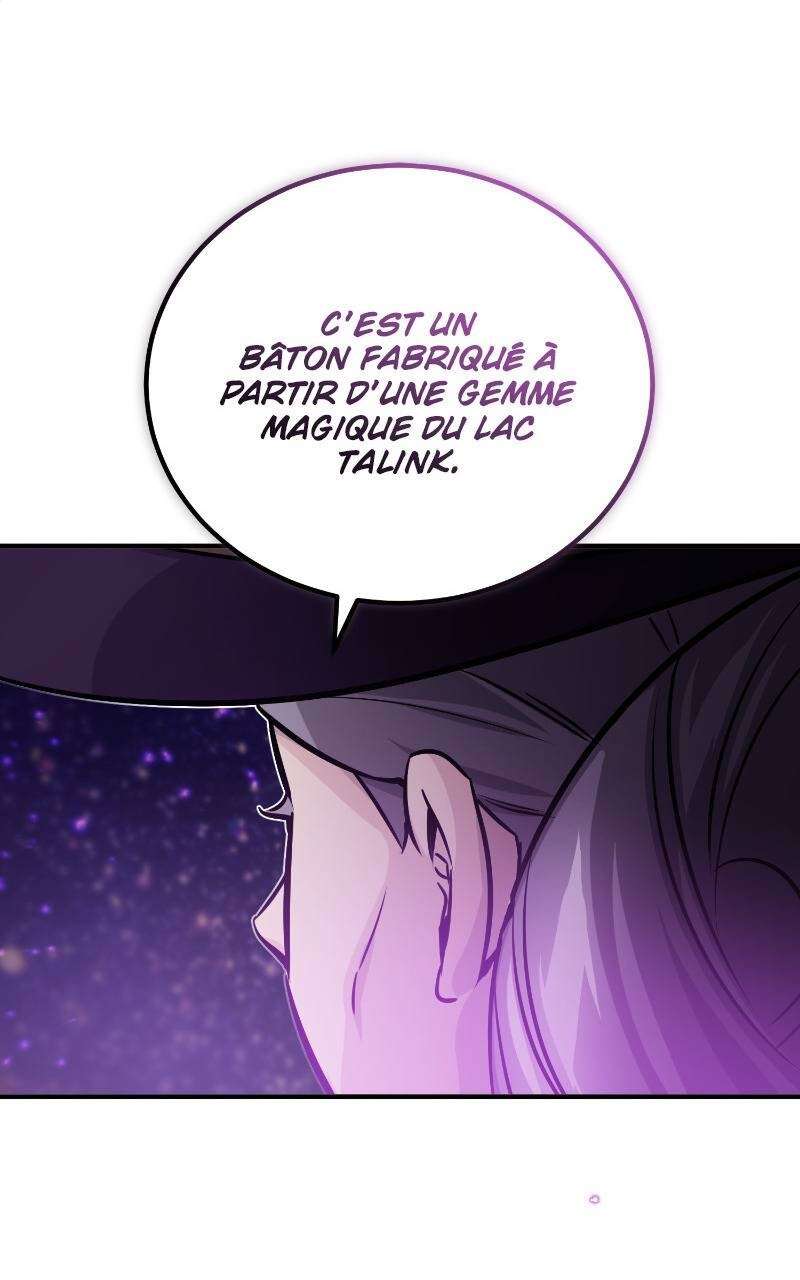 C'EST UN
BÂTON FABRIQUÉ À
PARTIR D'UNE GEMME
MAGIQUE DU LAC
TALINK.